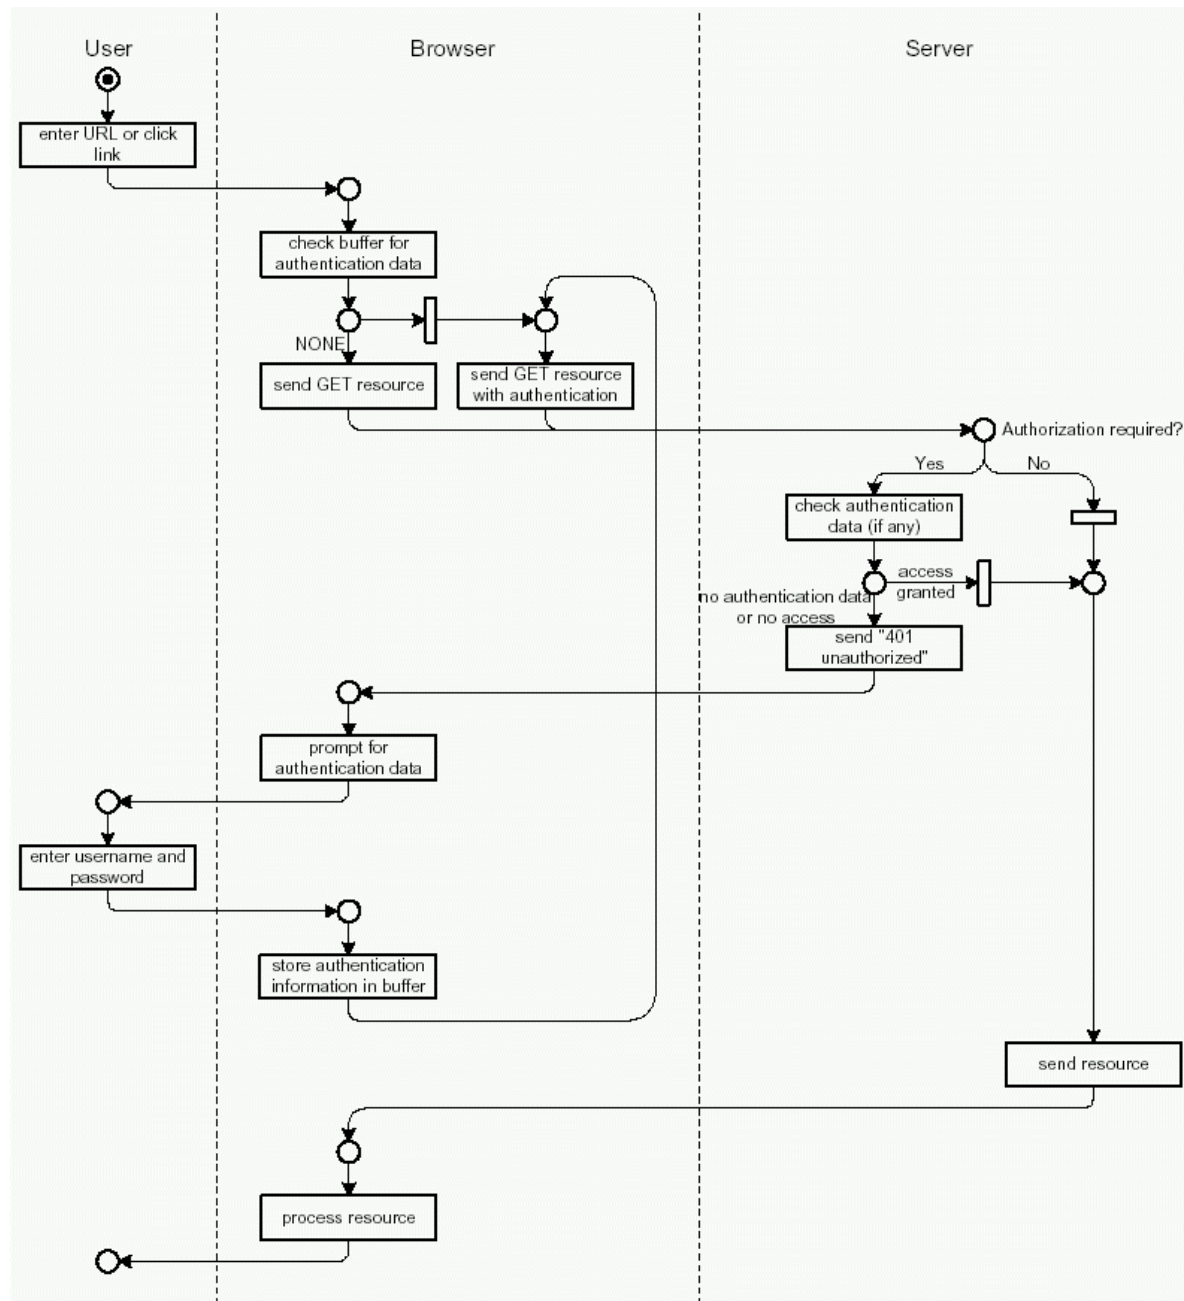 User
Browser
Server
enter URL or click
link
check buffer for
authentication data
NONE
send GET resource
send GET resource
with authentication
Authorization required?
Yes
No
check authentication
data (if any)
access
granted
no authentication data
or no access
send "401
unauthorized"
prompt for
authentication data
enter username and
password
store authentication
information in buffer
send resource
process resource